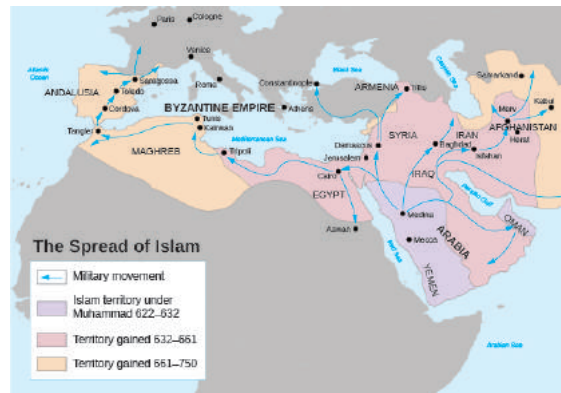 Paris
Cologne
Venice
Atlantic
Ocean
Saragossa
Toledo
ANDALUSIA
Cordova
Tangier
Rome
Constantinople
Black Sea
Caspian Sea
BYZANTINE EMPIRE
Athens
ARMENIA
Tiflis
Samarkand
Merv
Kabul
AFGHANISTAN
Herat
Tunis
Kairwan
Mediterranean Sea
MAGHREB
Tripoli
SYRIA
Damascus
Jerusalem
IRAN
Baghdad
Isfahan
IRAQ
Cairo
EGYPT
Persian Gulf
Aswan
Medina
Mecca
OMAN
ARABIA
Red Sea
YEMEN
Arabian Sea
The Spread of Islam
Military movement
Islam territory under
Muhammad 622–632
Territory gained 632–661
Territory gained 661–750